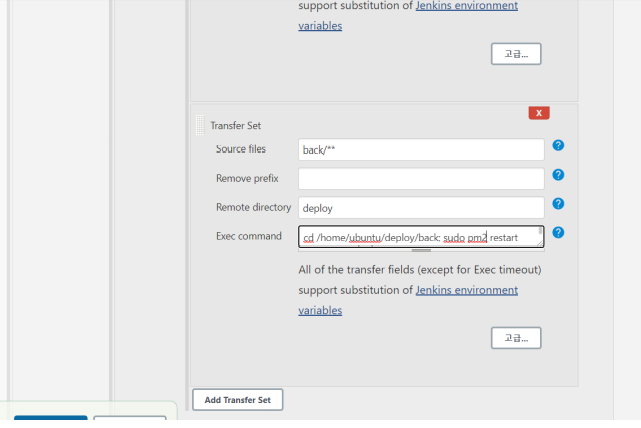 support substitution of Jenkins environment
variables
고급...
X
Transfer Set
Source files
back/**
Remove prefix
Remote directory
deploy
Exec command
cd /home/ubuntu/deploy/back; sudo pm2 restart
All of the transfer fields (except for Exec timeout)
support substitution of Jenkins environment
variables
고급...
Add Transfer Set